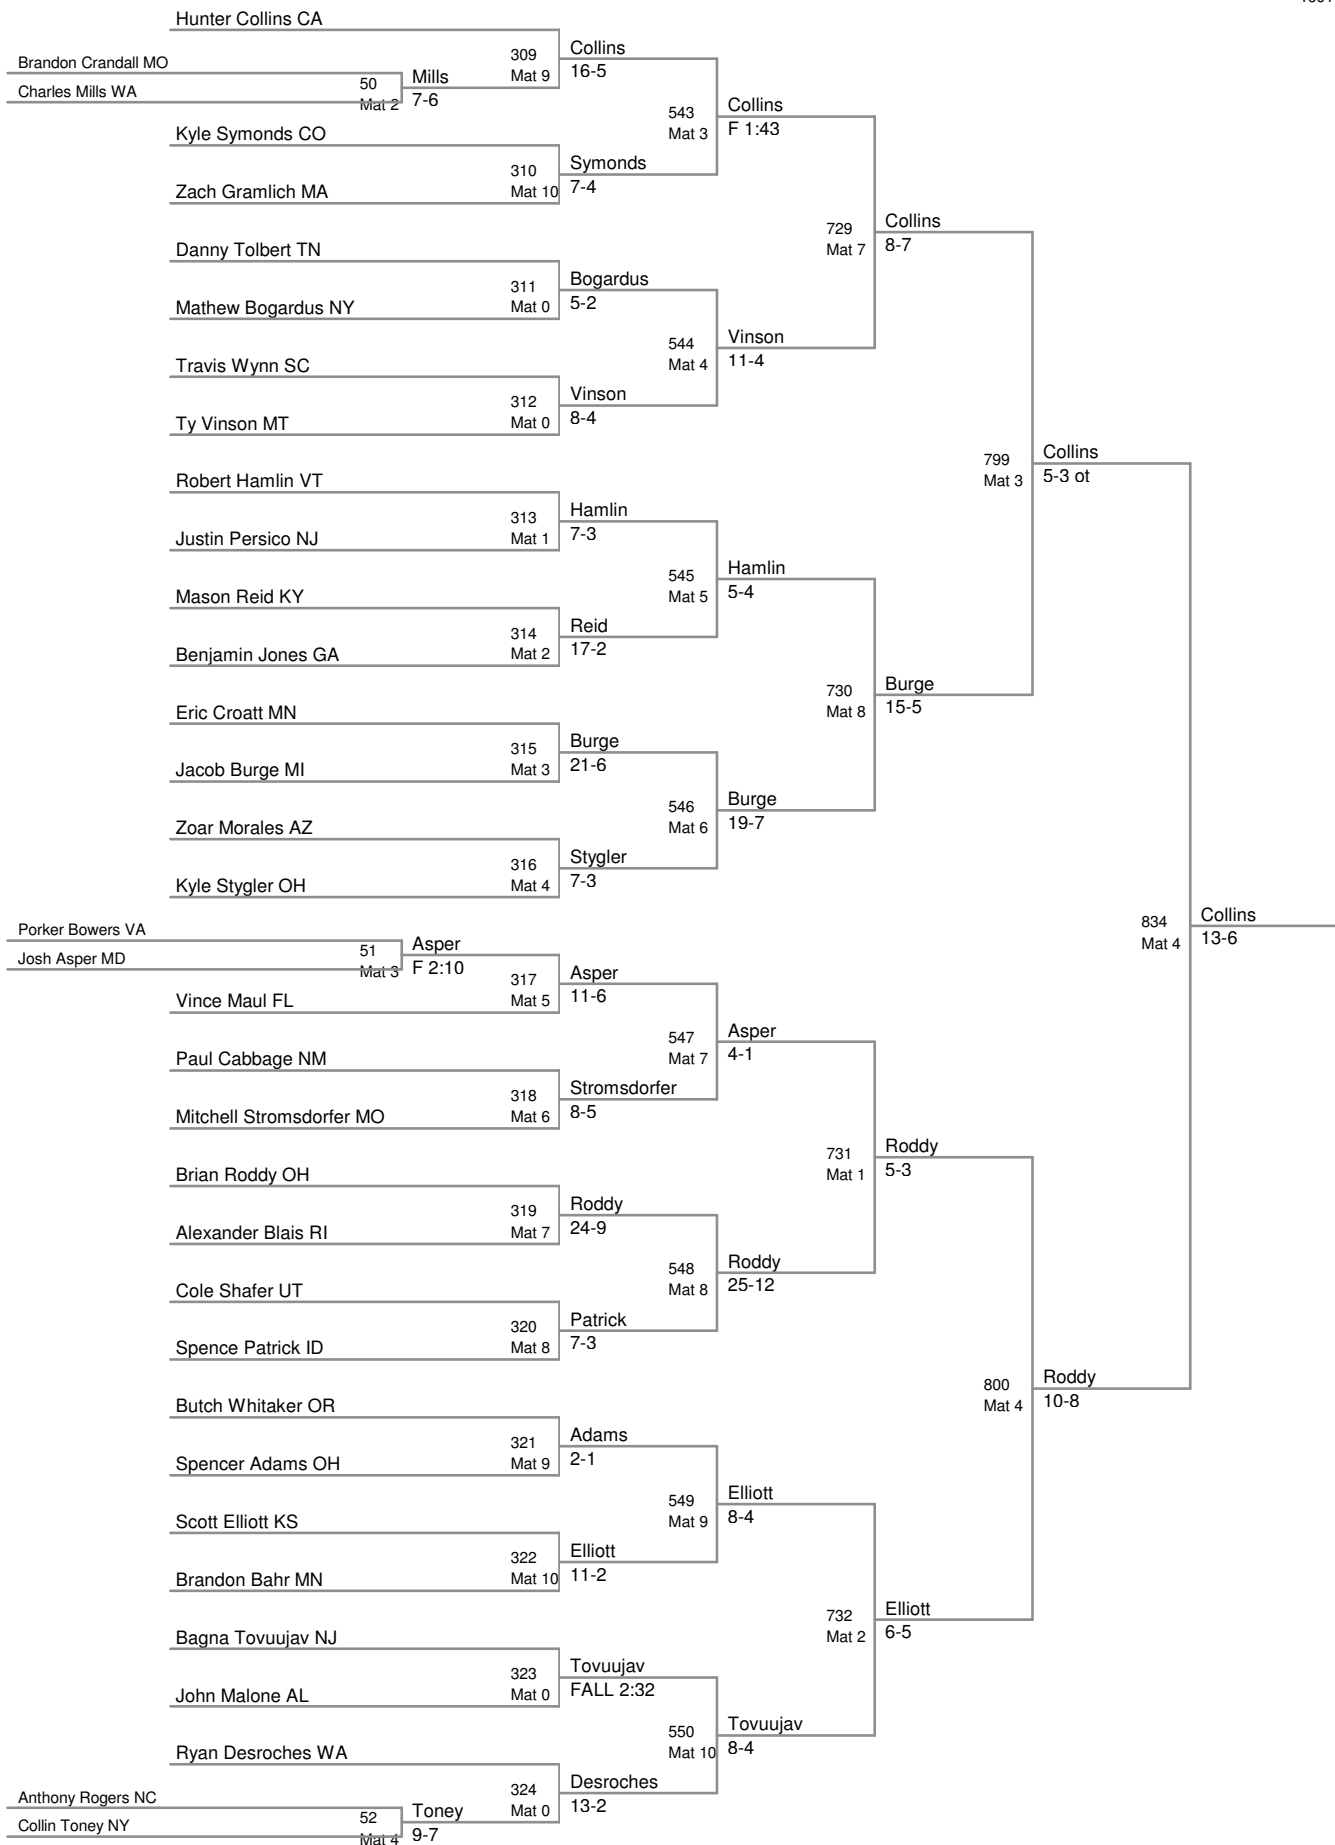 Hunter Collins CA
309
Mat 9
Collins
16-5
Brandon Crandall MO
Charles Mills WA
50
Mat 2
Mills
7-6
543
Mat 3
Collins
F 1:43
Kyle Symonds CO
Zach Gramlich MA
310
Mat 10
Symonds
7-4
729
Mat 7
Collins
8-7
Danny Tolbert TN
Mathew Bogardus NY
311
Mat 0
Bogardus
5-2
544
Mat 4
Vinson
11-4
Travis Wynn SC
Ty Vinson MT
312
Mat 0
Vinson
8-4
799
Mat 3
Collins
5-3 ot
Robert Hamlin VT
Justin Persico NJ
313
Mat 1
Hamlin
7-3
545
Mat 5
Hamlin
5-4
Mason Reid KY
Benjamin Jones GA
314
Mat 2
Reid
17-2
730
Mat 8
Burge
15-5
Eric Croatt MN
Jacob Burge MI
315
Mat 3
Burge
21-6
546
Mat 6
Burge
19-7
Zoar Morales AZ
Kyle Stygler OH
316
Mat 4
Stygler
7-3
834
Mat 4
Collins
13-6
Porker Bowers VA
Josh Asper MD
51
Mat 3
Asper
F 2:10
Vince Maul FL
317
Mat 5
Asper
11-6
547
Mat 7
Asper
4-1
Paul Cabbage NM
Mitchell Stromsdorfer MO
318
Mat 6
Stromsdorfer
8-5
731
Mat 1
Roddy
5-3
Brian Roddy OH
Alexander Blais RI
319
Mat 7
Roddy
24-9
548
Mat 8
Roddy
25-12
Cole Shafer UT
Spence Patrick ID
320
Mat 8
Patrick
7-3
800
Mat 4
Roddy
10-8
Butch Whitaker OR
Spencer Adams OH
321
Mat 9
Adams
2-1
549
Mat 9
Elliott
8-4
Scott Elliott KS
Brandon Bahr MN
322
Mat 10
Elliott
11-2
732
Mat 2
Elliott
6-5
Bagna Tovuujav NJ
John Malone AL
323
Mat 0
Tovuujav
FALL 2:32
550
Mat 10
Tovuujav
8-4
Ryan Desroches WA
324
Mat 0
Desroches
13-2
Anthony Rogers NC
Collin Toney NY
52
Mat 4
Toney
9-7